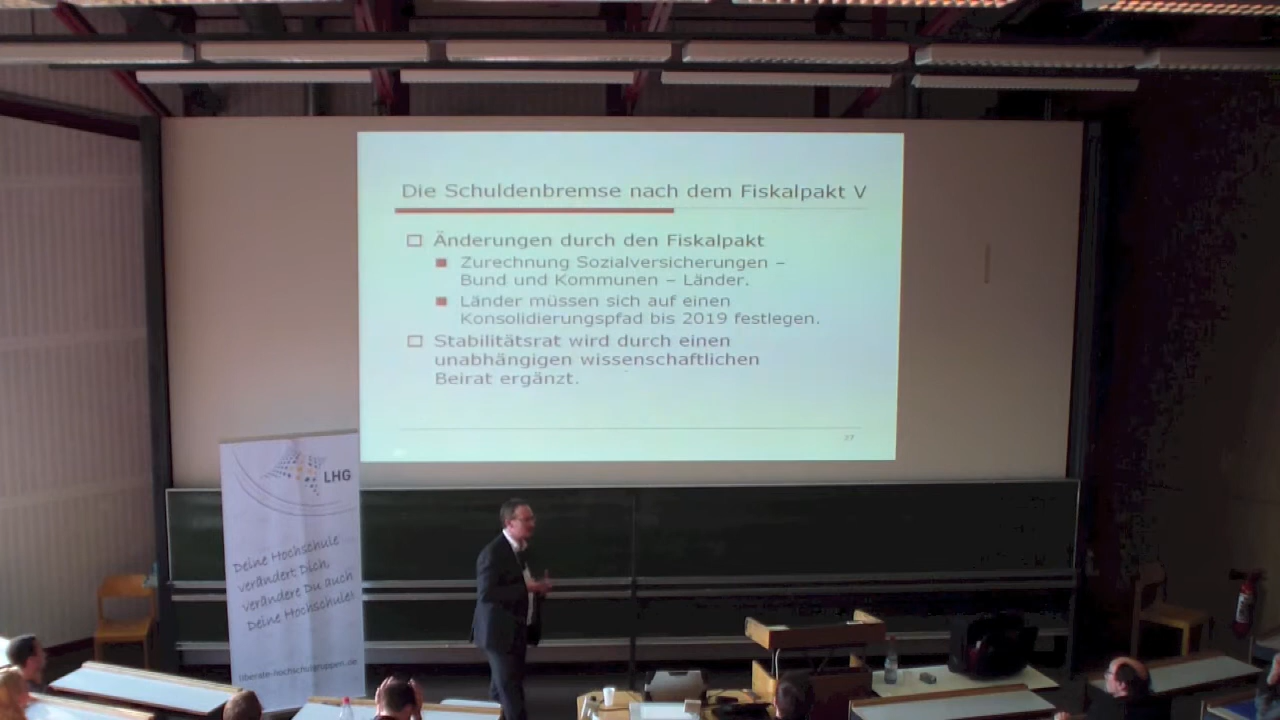 Die Schuldenbremse nach dem Fiskalpakt V
Änderungen durch den Fiskalpakt
Zurechnung Sozialversicherungen –
Bund und Kommunen – Länder.
Länder müssen sich auf einen
Konsolidierungspfad bis 2019 festlegen.
Stabilitätsrat wird durch einen
unabhängigen wissenschaftlichen
Beirat ergänzt.
27
LHG
Deine Hochschule
verändert Dich,
verändere Du auch
Deine Hochschule!
liberale-hochschulgruppen.de